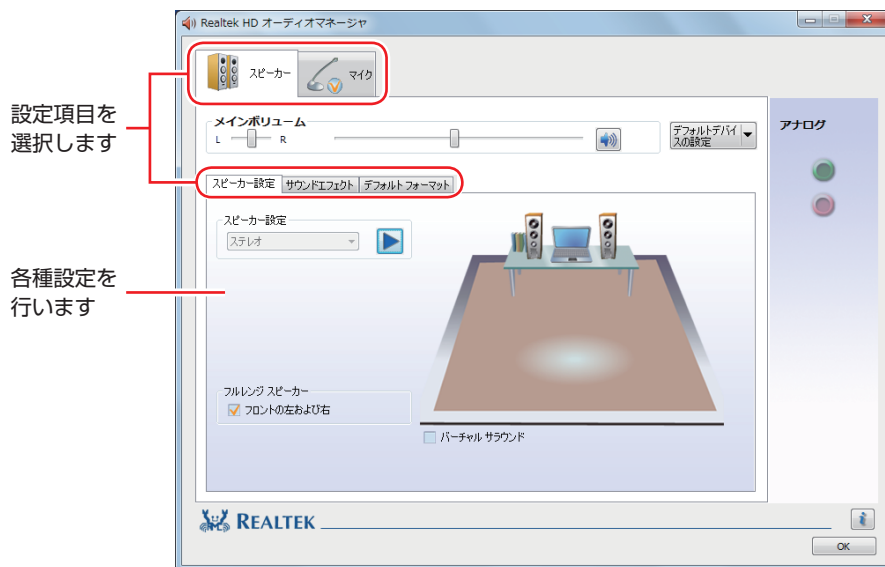 Realtek HD オーディオマネージャ
スピーカー
マイク
設定項目を
選択します
メインボリューム
L
R
デフォルトデバイ
スの設定
アナログ
スピーカー設定
サウンドエフェクト
デフォルトフォーマット
スピーカー設定
ステレオ
各種設定を
行います
フルレンジ スピーカー
フロントの左および右
バーチャル サラウンド
REALTEK
OK